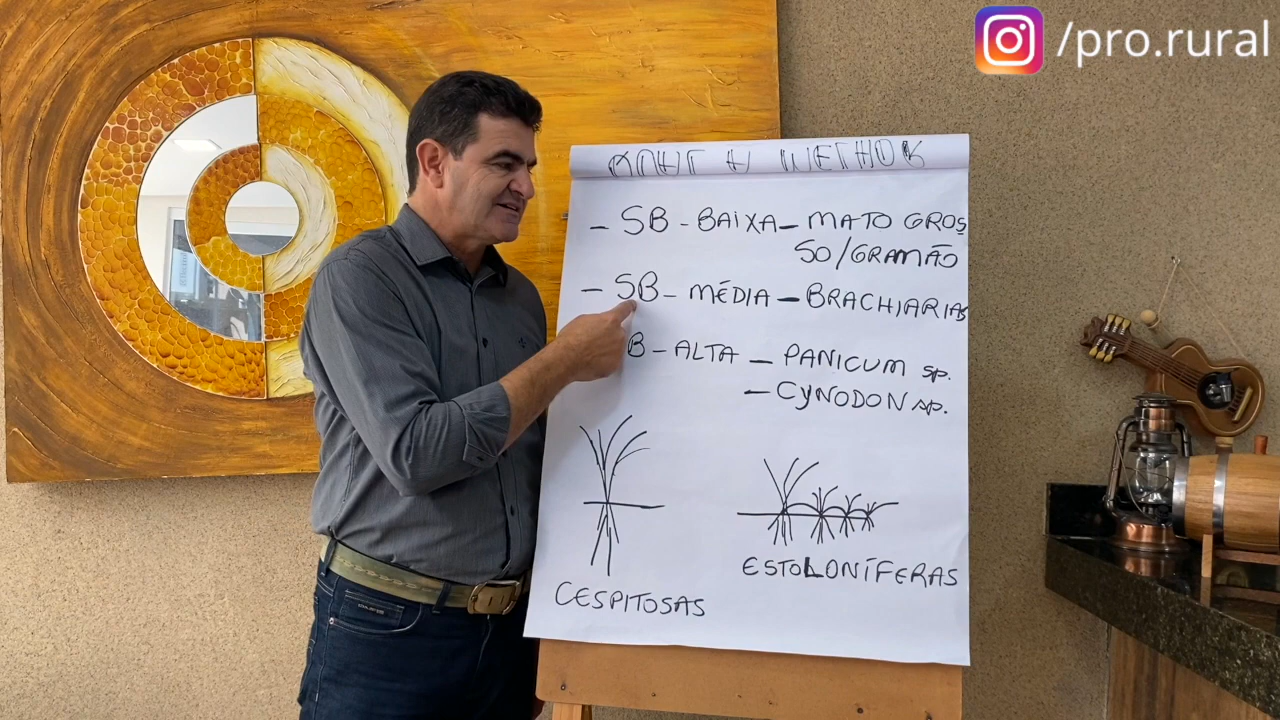 /pro.rural
- SB - BAIXA - MATO GROS
SO/GRAMÃO
- SB - MÉDIA - BRACHIARIAS
B - ALTA - PANICUM sp.
- CYNODON sp.
CESPITOSAS
ESTOLONÍFERAS